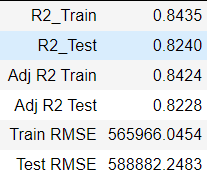 R2_Train 0.8435
R2_Test 0.8240
Adj R2 Train 0.8424
Adj R2 Test 0.8228
Train RMSE 565966.0454
Test RMSE 588882.2483